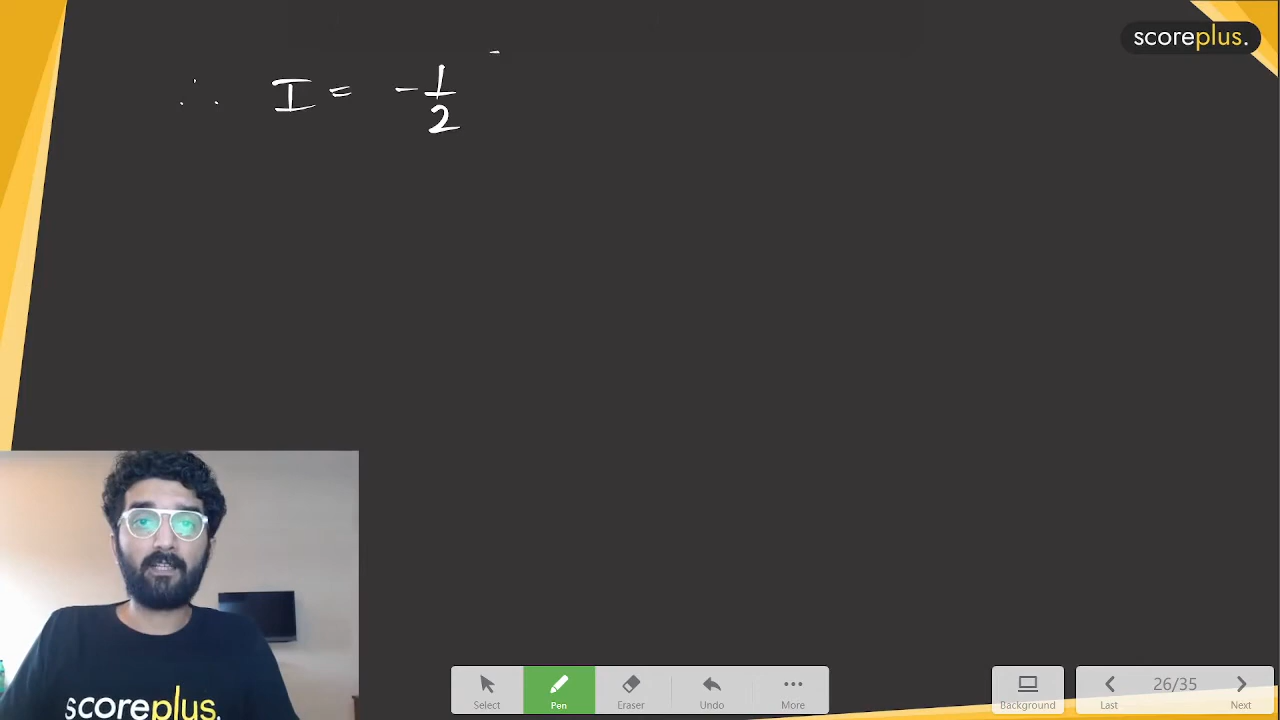 scoreplus.
∴ I = -1/2
scoreplus.
Select Pen Eraser Undo More Background 26/35
Last Next